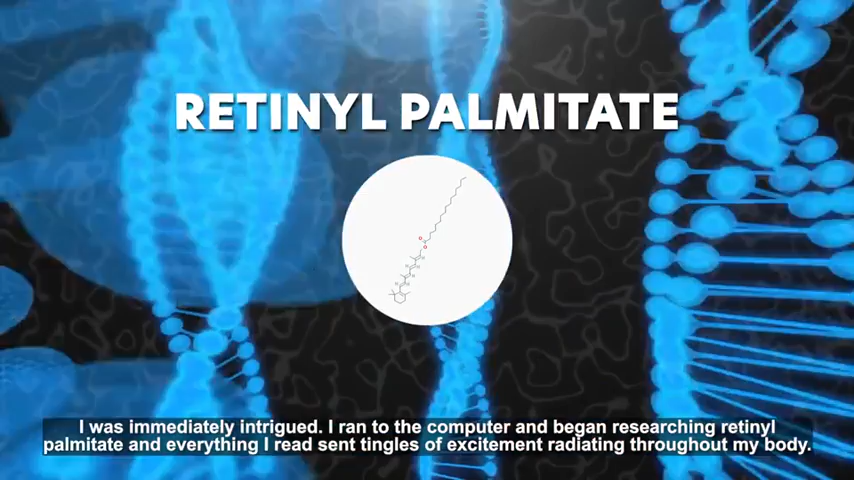 RETINYL PALMITATE
I was immediately intrigued. I ran to the computer and began researching retinyl
palmitate and everything I read sent tingles of excitement radiating throughout my body.